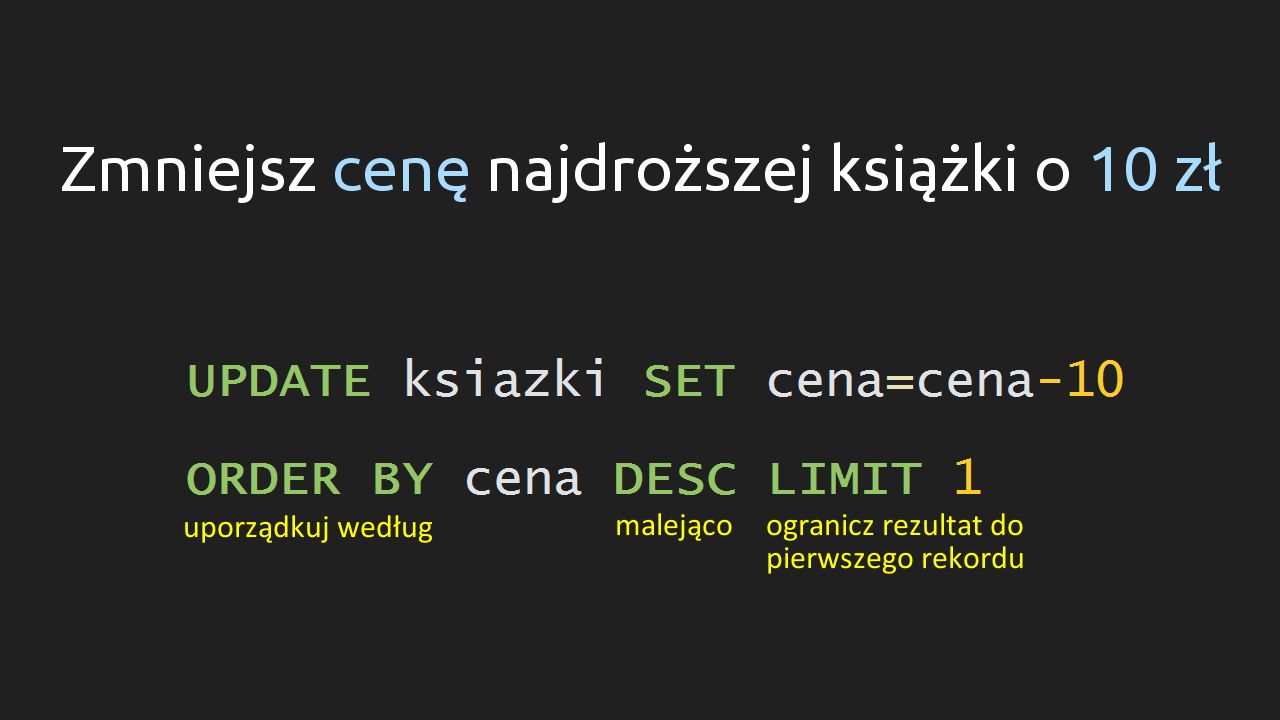 Zmniejsz cenę najdroższej książki o 10 zł
UPDATE ksiazki SET cena=cena-10
ORDER BY cena DESC LIMIT 1
uporządkuj według malejąco ogranicz rezultat do
pierwszego rekordu